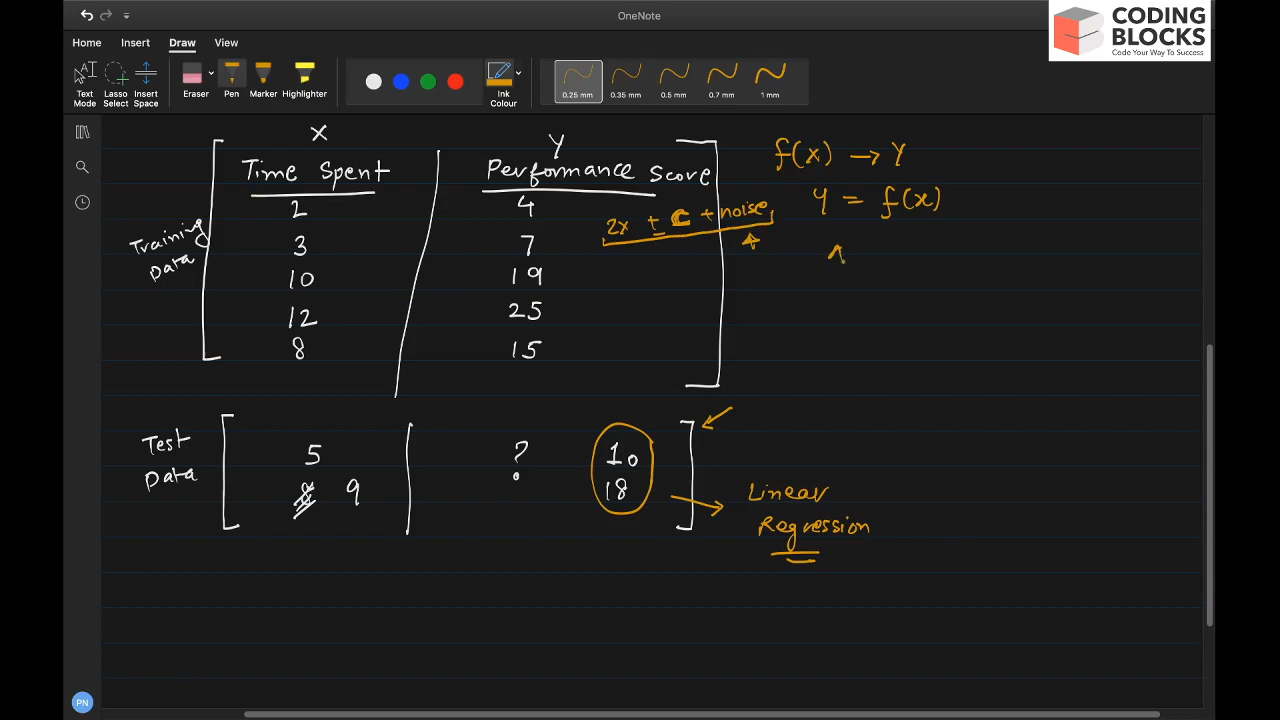 OneNote
CODING
BLOCKS
Code Your Way To Success
Home Insert Draw View
Text Mode
Lasso Select
Insert Space
Eraser
Pen
Marker
Highlighter
Ink Colour
0.25 mm
0.35 mm
0.5 mm
0.7 mm
1 mm
X Y
Time Spent Performance Score
Training Data
2 4
3 7
10 19
12 25
8 15
2x ± C + noise
f(x) → Y
y = f(x)
^
Test Data
5 ? 10
8 9 18
Linear
Regression
PN